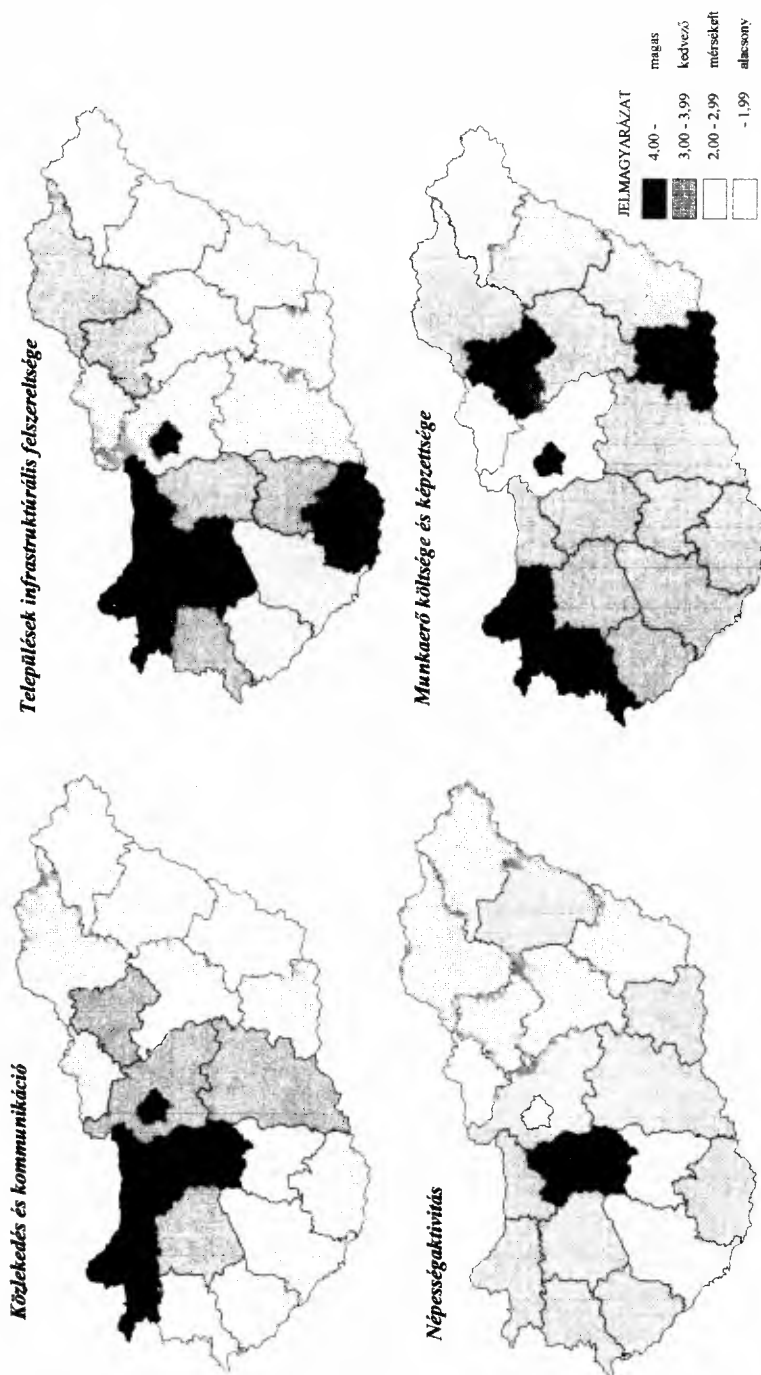 Közlekedés és kommunikáció
Települések infrastruktúrális felszereltsége
Népességaktivitás
Munkaerő költsége és képzettsége
JELMAGYARÁZAT
4,00 - magas
3,00 - 3,99 kedvező
2,00 - 2,99 mérsékelt
- 1,99 alacsony